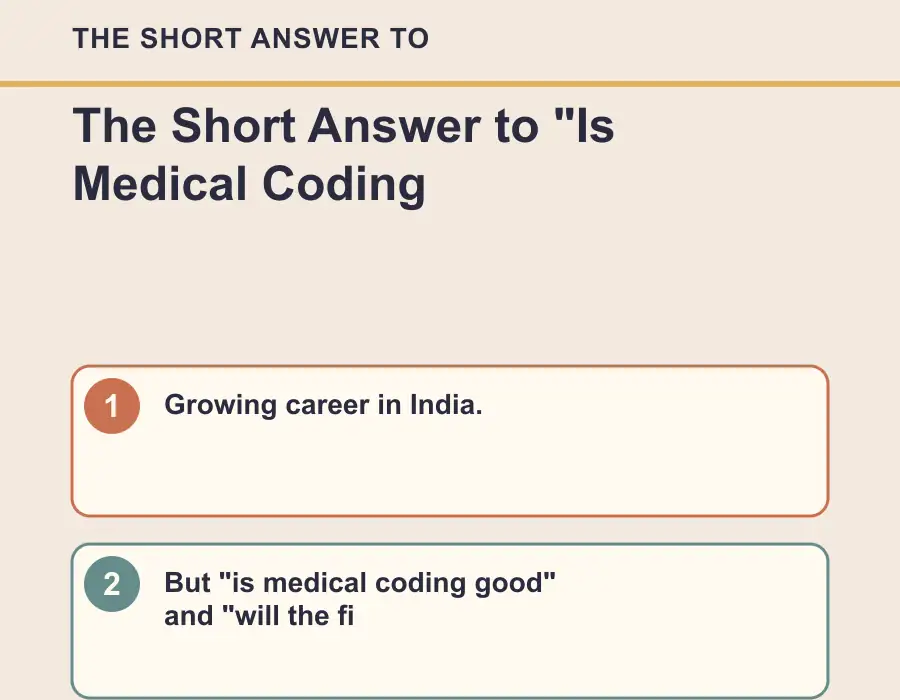 THE SHORT ANSWER TO
The Short Answer to "Is
Medical Coding
1
Growing career in India.
2
But "is medical coding good"
and "will the fi